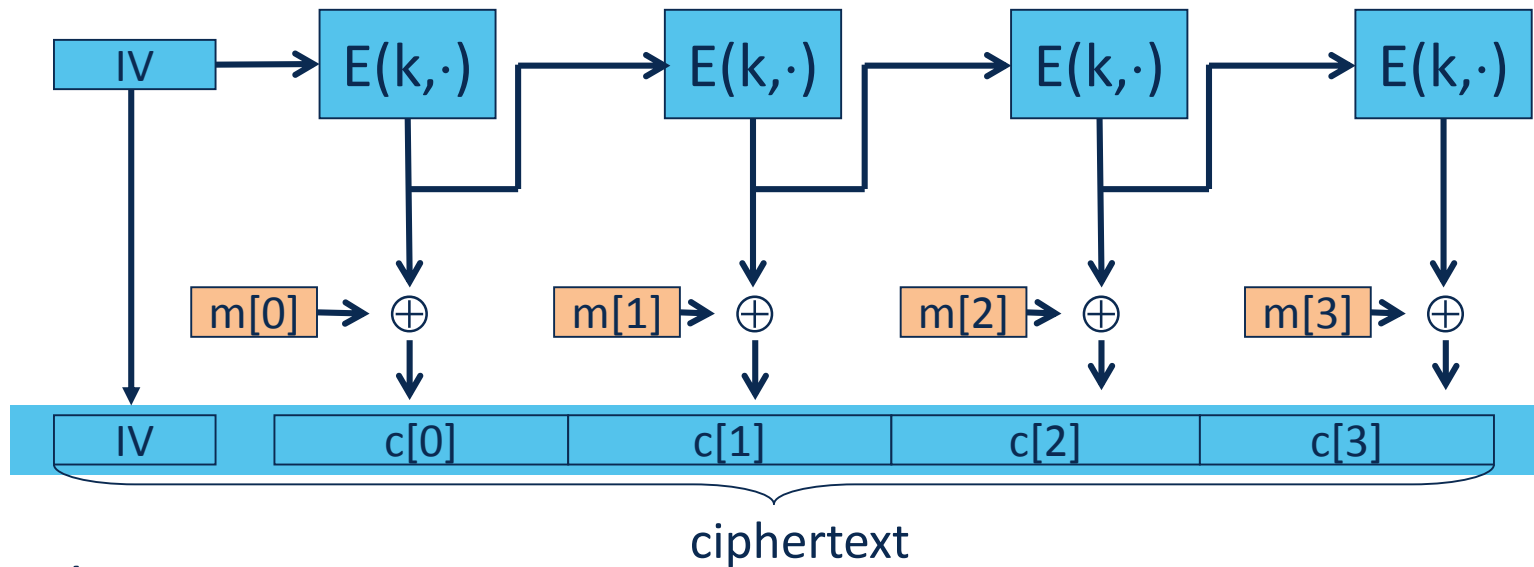 IV E(k,·) E(k,·) E(k,·) E(k,·)
m[0] ⊕ m[1] ⊕ m[2] ⊕ m[3] ⊕
IV c[0] c[1] c[2] c[3]
ciphertext